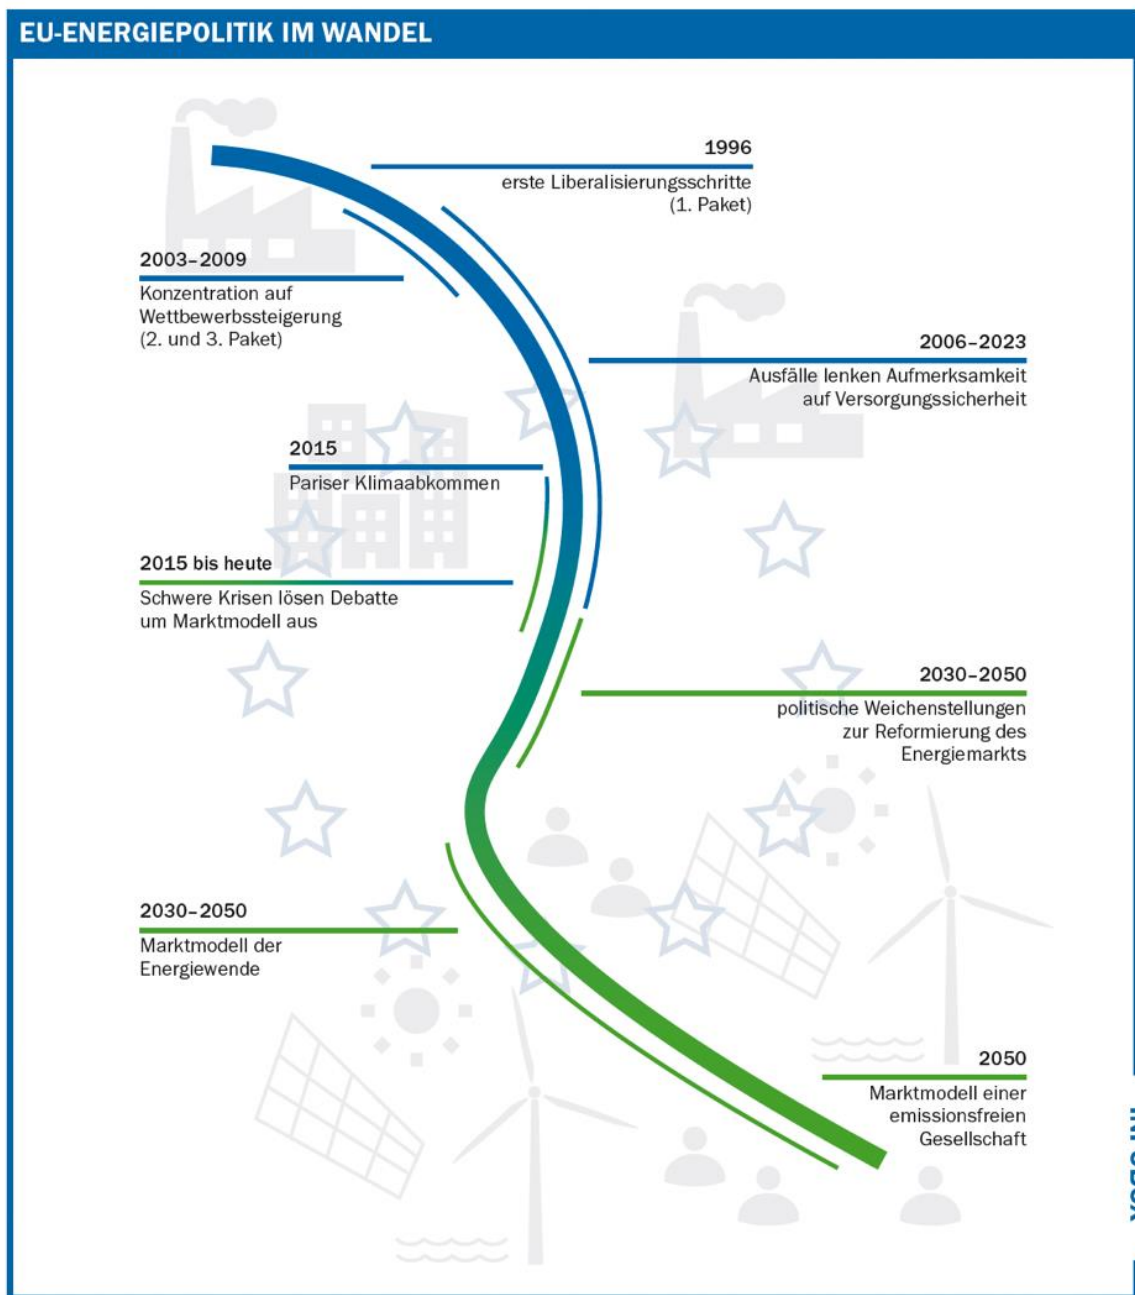 EU-ENERGIEPOLITIK IM WANDEL
1996
erste Liberalisierungsschritte
(1. Paket)
2003–2009
Konzentration auf
Wettbewerbssteigerung
(2. und 3. Paket)
2006–2023
Ausfälle lenken Aufmerksamkeit
auf Versorgungssicherheit
2015
Pariser Klimaabkommen
2015 bis heute
Schwere Krisen lösen Debatte
um Marktmodell aus
2030–2050
politische Weichenstellungen
zur Reformierung des
Energiemarkts
2030–2050
Marktmodell der
Energiewende
2050
Marktmodell einer
emissionsfreien
Gesellschaft